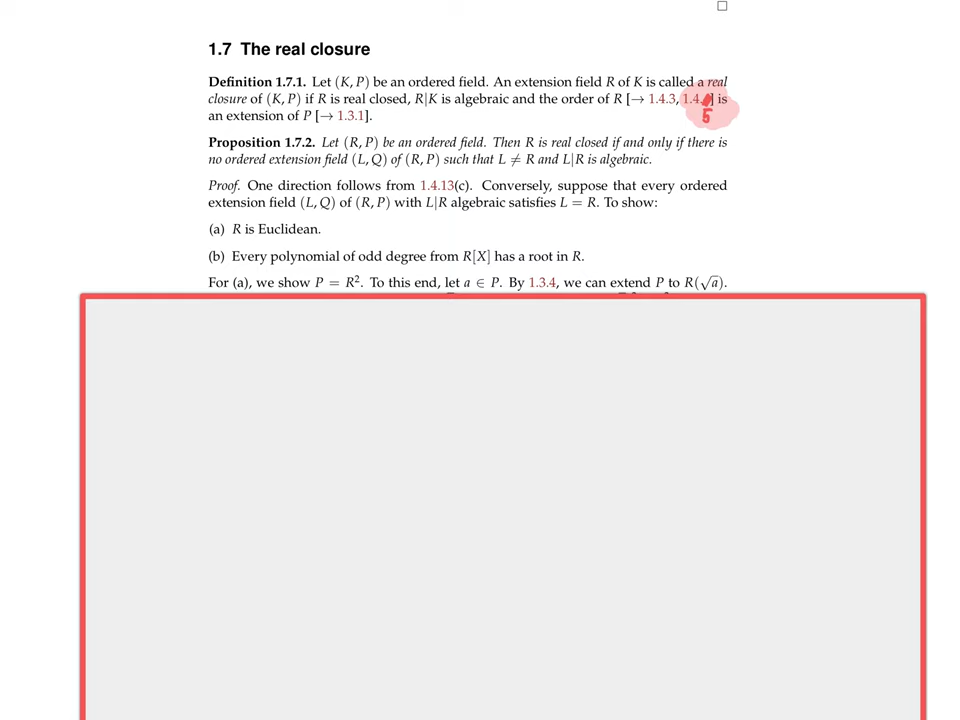 1.7 The real closure
Definition 1.7.1. Let (K, P) be an ordered field. An extension field R of K is called a real
closure of (K, P) if R is real closed, R|K is algebraic and the order of R [→ 1.4.3, 1.4.5] is
an extension of P [→ 1.3.1].
Proposition 1.7.2. Let (R, P) be an ordered field. Then R is real closed if and only if there is
no ordered extension field (L, Q) of (R, P) such that L ≠ R and L|R is algebraic.
Proof. One direction follows from 1.4.13(c). Conversely, suppose that every ordered
extension field (L, Q) of (R, P) with L|R algebraic satisfies L = R. To show:
(a) R is Euclidean.
(b) Every polynomial of odd degree from R[X] has a root in R.
For (a), we show P = R². To this end, let a ∈ P. By 1.3.4, we can extend P to R(√a).